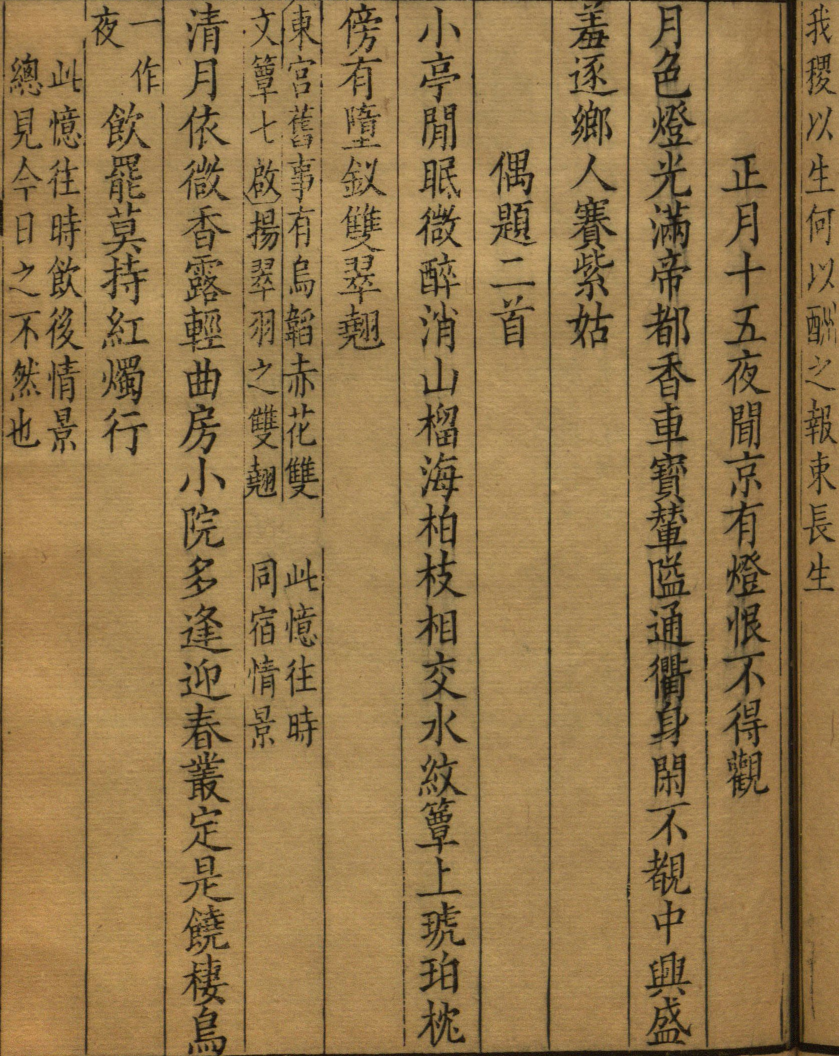 我稷以生何以酬之報東長生
正月十五夜聞京有燈恨不得觀
月色燈光滿帝都香車寶輦隘通衢身閑不覩中興盛
羞逐鄉人賽紫姑
偶題二首
小亭閒眠微醉消山榴海柏枝相交水紋簟上琥珀枕
傍有墮釵雙翠翹
東宮舊事有烏韜赤花雙
文簟七啟揚翠羽之雙翹
此憶往時
同宿情景
清月依微香露輕曲房小院多逢迎春叢定是饒棲鳥
一作
夜
飲罷莫持紅燭行
此憶往時飲後情景
總見今日之不然也